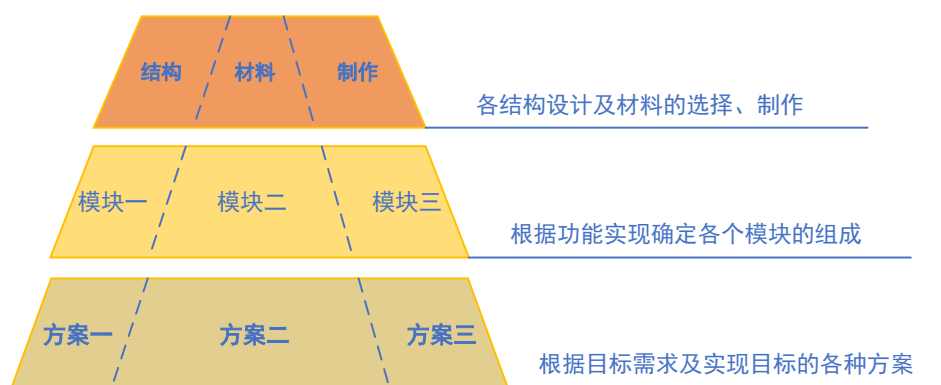 结构 材料 制作
各结构设计及材料的选择、制作
模块一 模块二 模块三
根据功能实现确定各个模块的组成
方案一 方案二 方案三
根据目标需求及实现目标的各种方案